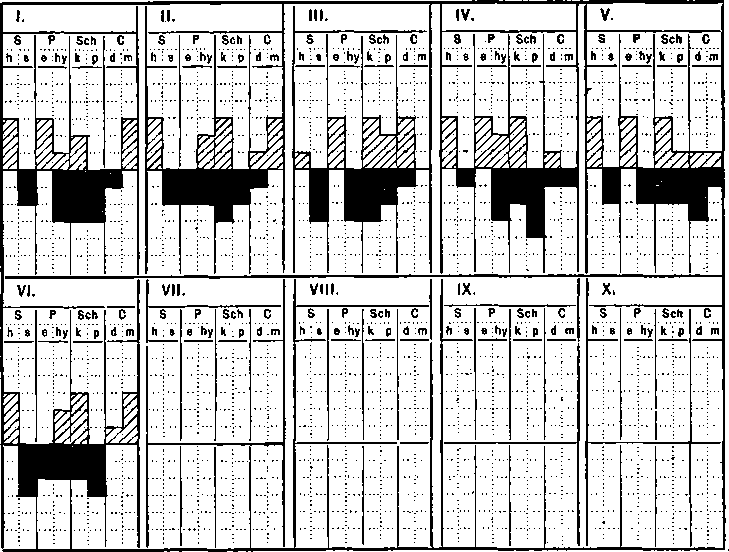 I. II. III. IV. V.
S P Sch C S P Sch C S P Sch C S P Sch C S P Sch C
h s e hy k p d m h s e hy k p d m h s e hy k p d m h s e hy k p d m h s e hy k p d m
VI. VII. VIII. IX. X.
S P Sch C S P Sch C S P Sch C S P Sch C S P Sch C
h s e hy k p d m h s e hy k p d m h s e hy k p d m h s e hy k p d m h s e hy k p d m